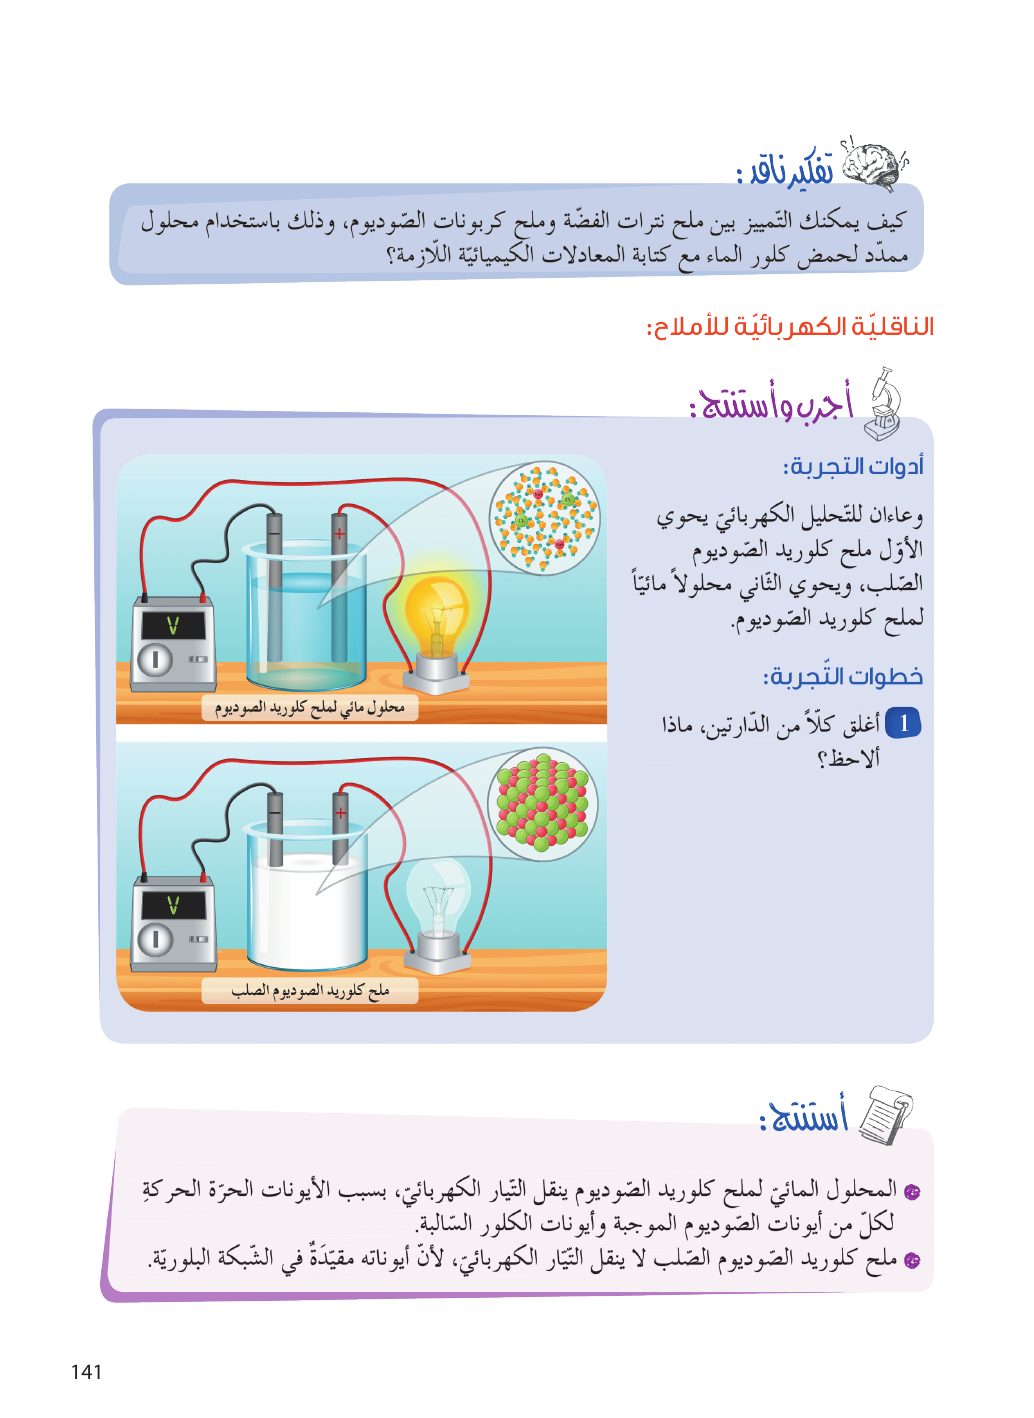 تفكير ناقد:
كيف يمكنك التّمييز بين ملح نترات الفضّة وملح كربونات الصّوديوم، وذلك باستخدام محلول
ممدّد لحمض كلور الماء مع كتابة المعادلات الكيميائيّة اللّازمة؟
الناقليّة الكهربائيّة للأملاح:
أجرب وأستنتج:
أدوات التجربة:
وعاءان للتّحليل الكهربائيّ يحوي
الأوّل ملح كلوريد الصّوديوم
الصّلب، ويحوي الثّاني محلولاً مائيّاً
لملح كلوريد الصّوديوم.
خطوات التّجربة:
1 أغلق كلّاً من الدّارتين، ماذا
ألاحظ؟
− +
V
محلول مائي لملح كلوريد الصوديوم
− +
V
ملح كلوريد الصوديوم الصلب
أستنتج:
المحلول المائيّ لملح كلوريد الصّوديوم ينقل التّيار الكهربائيّ، بسبب الأيونات الحرّة الحركةِ
لكلّ من أيونات الصّوديوم الموجبة وأيونات الكلور السّالبة.
ملح كلوريد الصّوديوم الصّلب لا ينقل التّيّار الكهربائيّ، لأنّ أيوناته مقيّدَةٌ في الشّبكة البلوريّة.
141